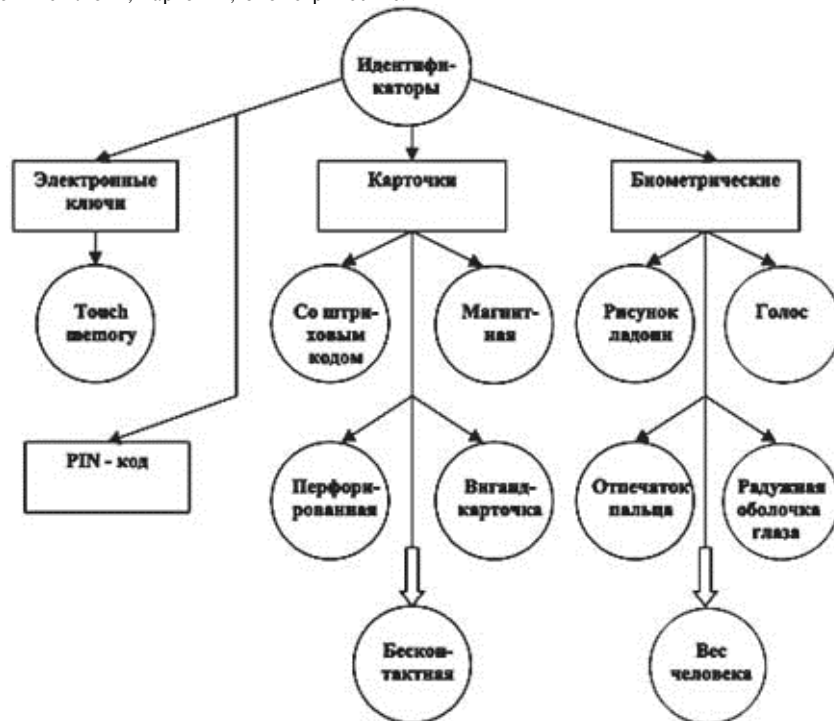 Идентифи-
каторы
Электронные
ключи
Карточки
Биометрические
Touch
memory
Со штри-
ховым
кодом
Магнит-
ная
Рисунок
ладони
Голос
PIN - код
Перфори-
рованная
Виганд-
карточка
Отпечаток
пальца
Радужная
оболочка
глаза
Бескон-
тактная
Вес
человека